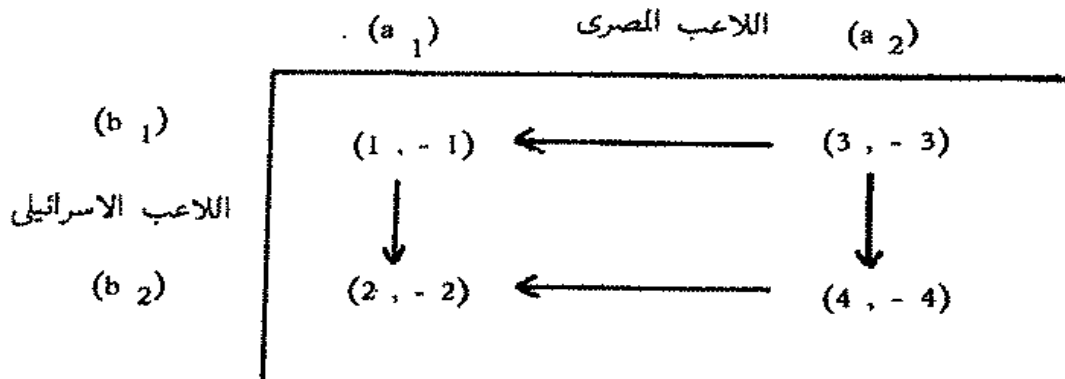 (a 1) اللاعب المصرى (a 2)
(b 1) (1 , - 1) (3 , - 3)
اللاعب الاسرائيلى
(b 2) (2 , - 2) (4 , - 4)